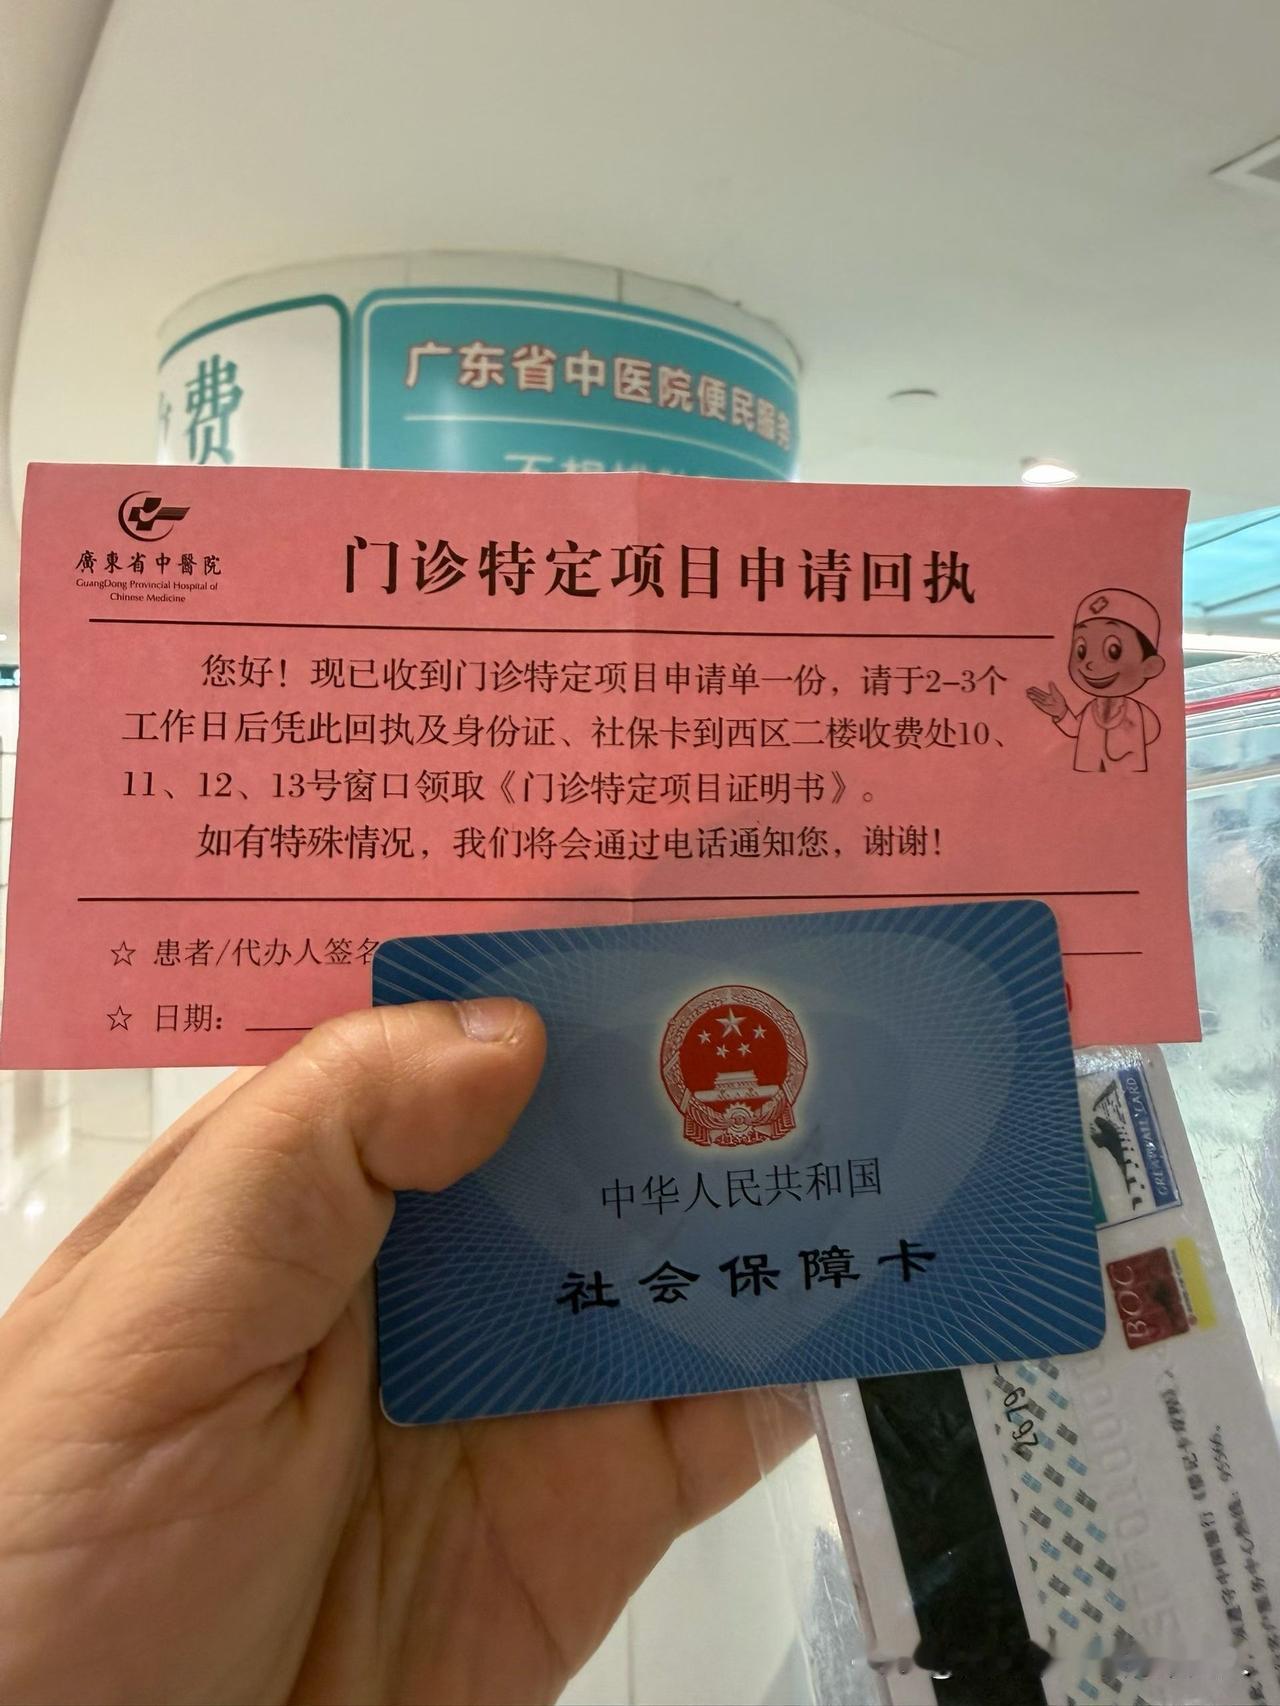 费
广东省中医院便民服务
廣東省中醫院
GuangDong Provincial Hospital of
Chinese Medicine
门诊特定项目申请回执
您好！现已收到门诊特定项目申请单一份，请于2-3个
工作日后凭此回执及身份证、社保卡到西区二楼收费处10、
11、12、13号窗口领取《门诊特定项目证明书》。
如有特殊情况，我们将会通过电话通知您，谢谢！
☆ 患者/代办人签名
☆ 日期：
中华人民共和国
社会保障卡
GREAT WALL CARD
BOC